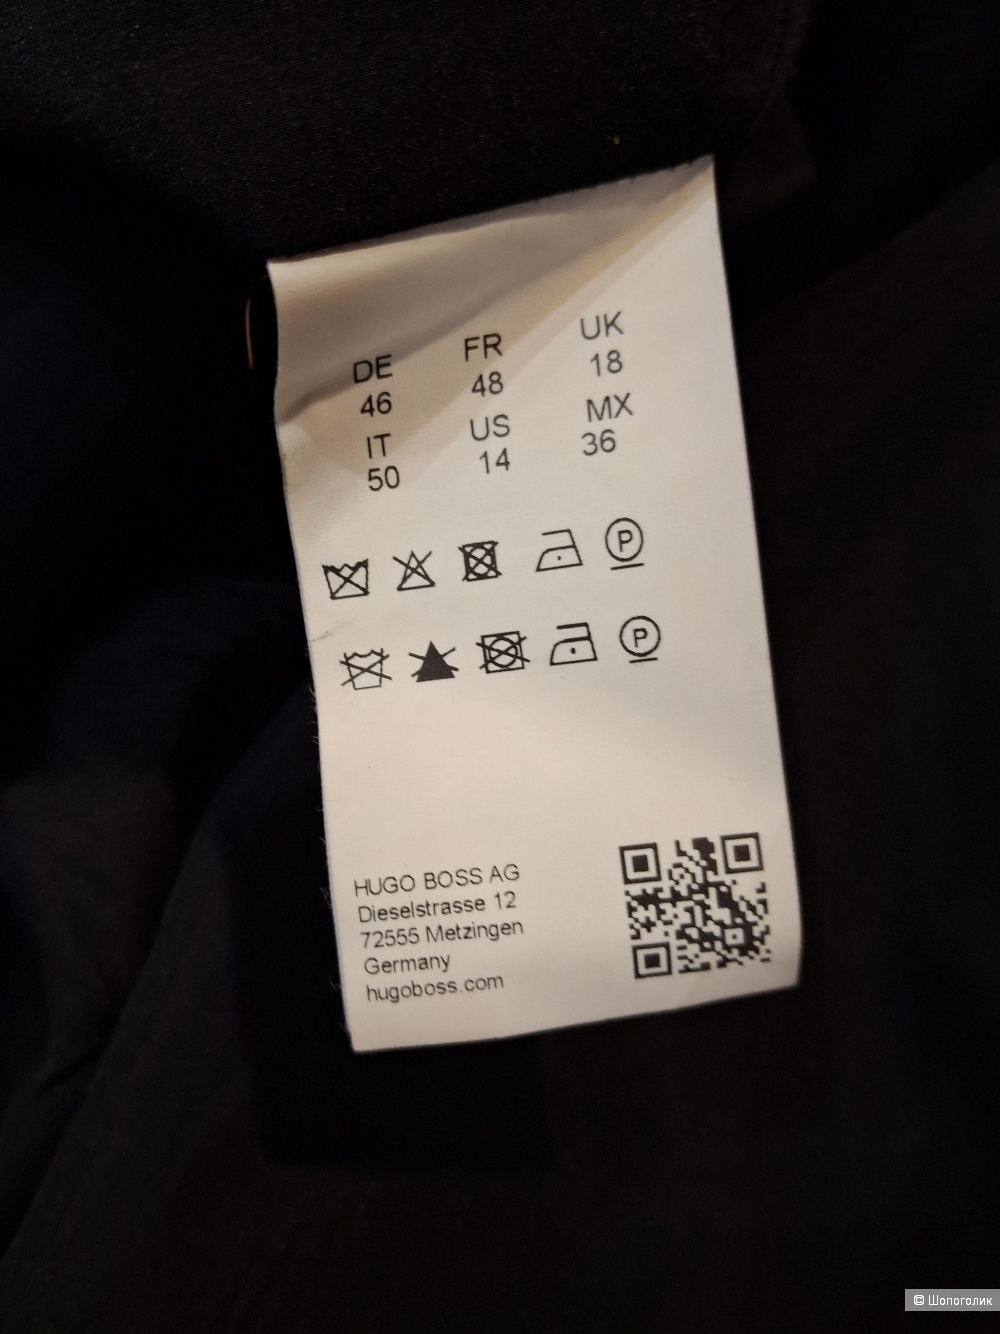 DE FR UK
46 48 18
IT US MX
50 14 36
P
P
HUGO BOSS AG
Dieselstrasse 12
72555 Metzingen
Germany
hugoboss.com
© Шопоголик